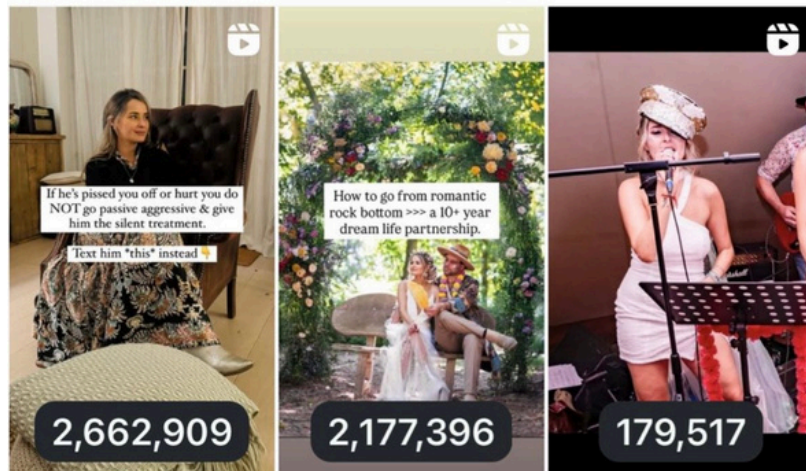 If he's pissed you off or hurt you do
NOT go passive aggressive & give
him the silent treatment.
Text him *this* instead👇
2,662,909
How to go from romantic
rock bottom >>> a 10+ year
dream life partnership.
2,177,396
Marshall
179,517